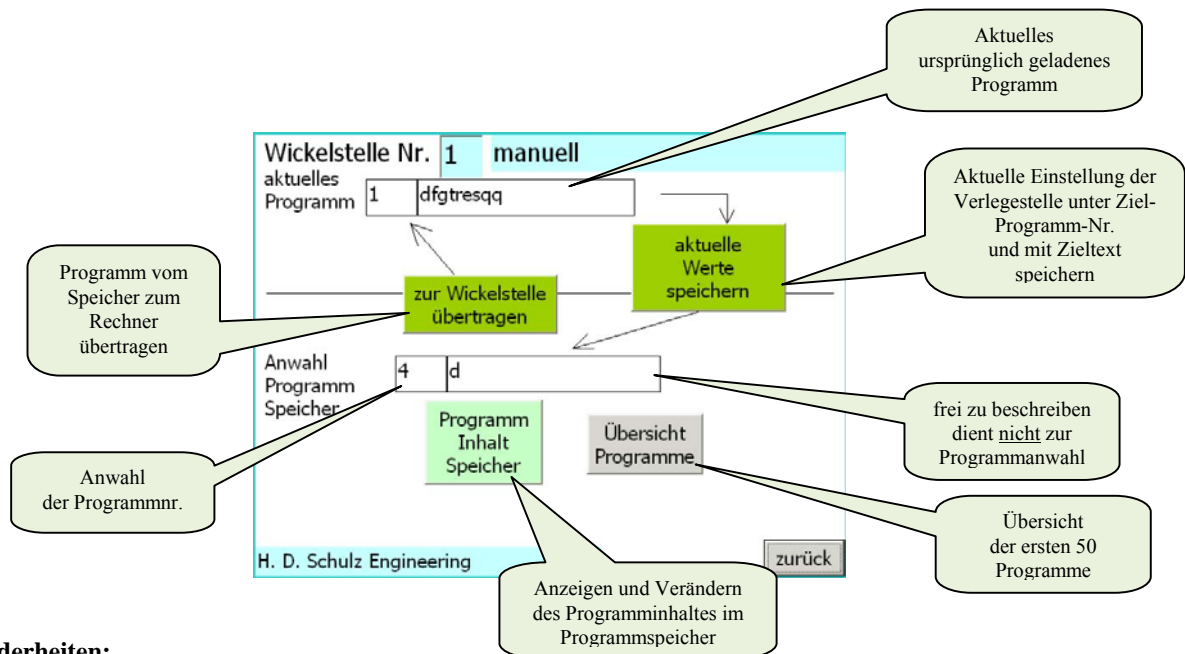 Aktuelles
ursprünglich geladenes
Programm
Wickelstelle Nr. 1 manuell
aktuelles
Programm 1 dfgtresqq
Aktuelle Einstellung der
Verlegestelle unter Ziel-
Programm-Nr.
und mit Zieltext
speichern
aktuelle
Werte
speichern
Programm vom
Speicher zum
Rechner
übertragen
zur Wickelstelle
übertragen
Anwahl
Programm
Speicher
4 d
frei zu beschreiben
dient nicht zur
Programmanwahl
Programm
Inhalt
Speicher
Übersicht
Programme
Anwahl
der Programmnr.
Übersicht
der ersten 50
Programme
H. D. Schulz Engineering
zurück
Anzeigen und Verändern
des Programminhaltes im
Programmspeicher
derheiten: